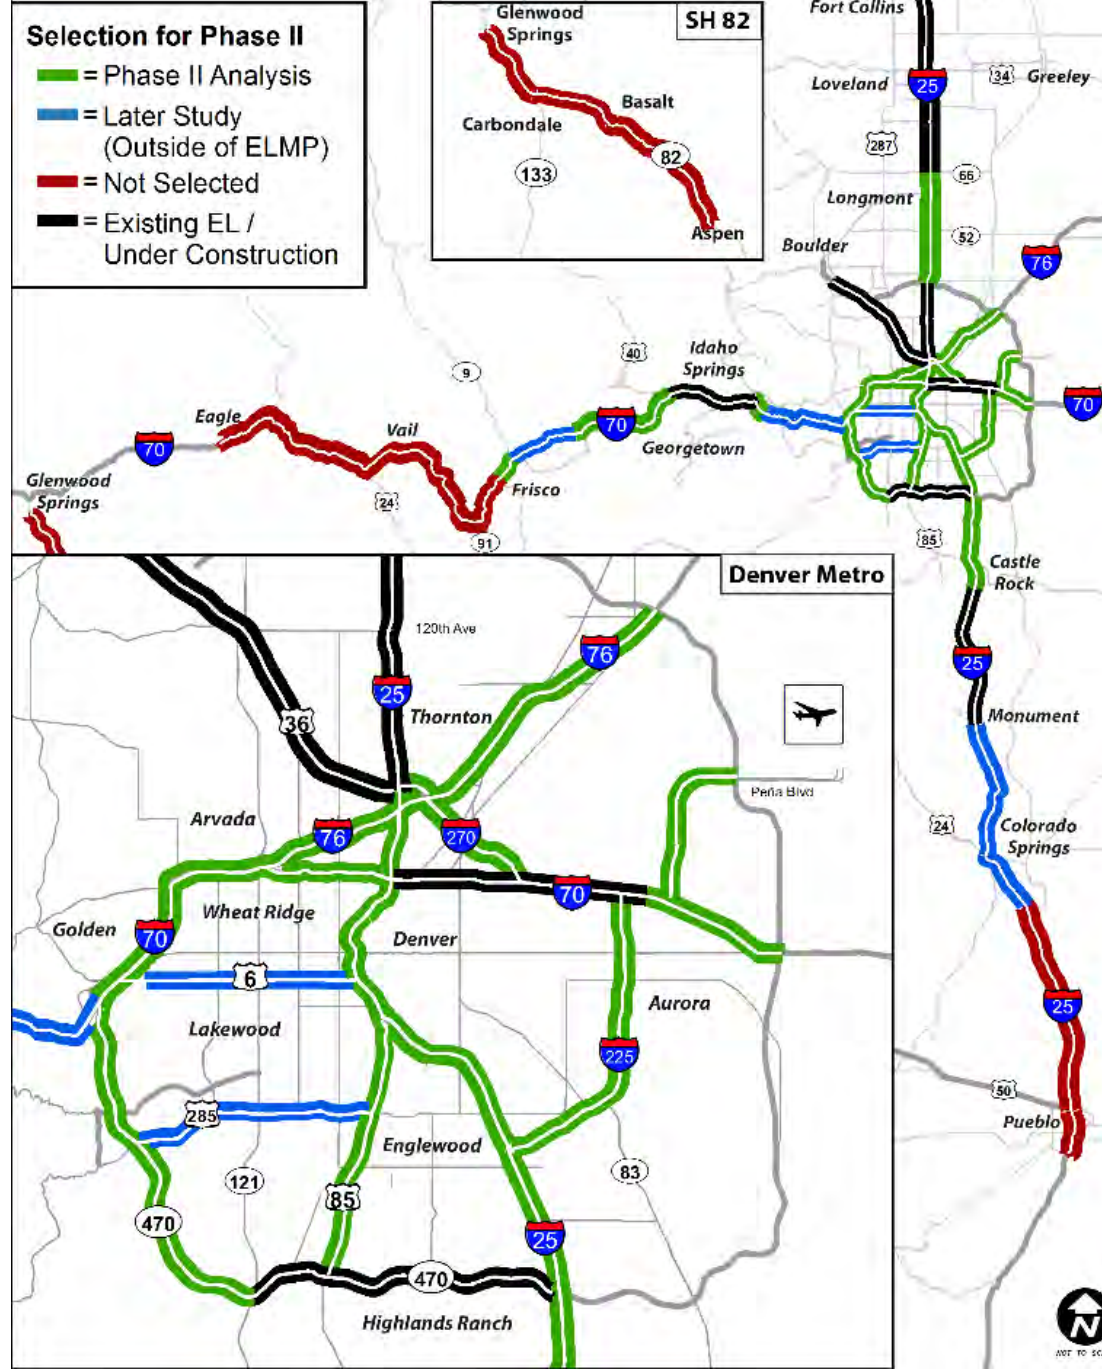 Selection for Phase II
= Phase II Analysis
= Later Study
(Outside of ELMP)
= Not Selected
= Existing EL /
Under Construction
SH 82
Glenwood
Springs
Basalt
Carbondale
82
133
Aspen
Fort Collins
Loveland
25
34
Greeley
287
66
Longmont
52
Boulder
76
40
Idaho
Springs
9
70
Eagle
Vail
70
70
Georgetown
Glenwood
Springs
24
Frisco
91
85
Castle
Rock
25
Monument
24
Colorado
Springs
25
50
Pueblo
N
NOT TO SC
Denver Metro
120th Ave
76
25
36
Thornton
Peña Blvd
Arvada
76
270
70
Wheat Ridge
Golden
70
Denver
6
Aurora
Lakewood
225
285
Englewood
83
121
85
470
25
470
Highlands Ranch